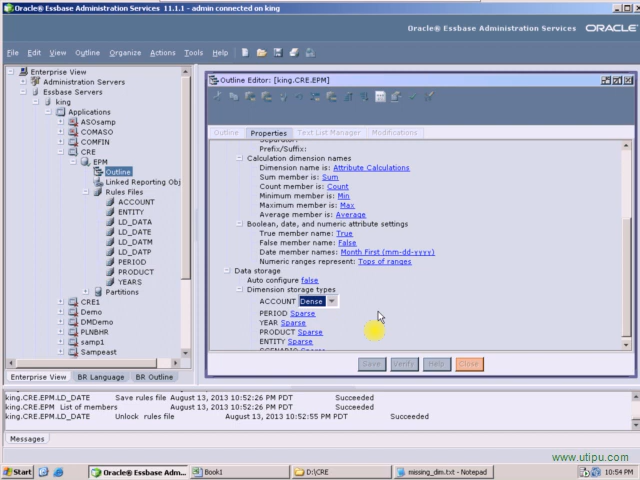 Oracle® Essbase Administration Services 11.1.1 - admin connected on king
Oracle® Essbase Administration Services ORACLE
File Edit View Outline Organize Actions Tools Help
Enterprise View
Administration Servers
Essbase Servers
king
Applications
ASOsamp
COMASO
COMFIN
CRE
EPM
Outline
Linked Reporting Obj
Rules Files
ACCOUNT
ENTITY
LD_DATA
LD_DATE
LD_DATM
LD_DATP
PERIOD
PRODUCT
YEARS
Partitions
CRE1
Demo
DMDemo
PLNBHR
samp1
Sampeast
Enterprise View BR Language BR Outline
Outline Editor: [king.CRE.EPM]
Outline Properties Text List Manager Modifications
Separator:
Prefix/Suffix:
Calculation dimension names
Dimension name is: Attribute Calculations
Sum member is: Sum
Count member is: Count
Minimum member is: Min
Maximum member is: Max
Average member is: Average
Boolean, date, and numeric attribute settings
True member name: True
False member name: False
Date member names: Month First (mm-dd-yyyy)
Numeric ranges represent: Tops of ranges
Data storage
Auto configure false
Dimension storage types
ACCOUNT Dense
PERIOD Sparse
YEAR Sparse
PRODUCT Sparse
ENTITY Sparse
SCENARIO Sparse
Save Verify Help Close
king.CRE.EPM.LD_DATE Save rules file August 13, 2013 10:52:26 PM PDT Succeeded
king.CRE.EPM List of members August 13, 2013 10:52:26 PM PDT Succeeded
king.CRE.EPM.LD_DATE Unlock rules file August 13, 2013 10:52:55 PM PDT Succeeded
Messages
www.utipu.com
Start Oracle® Essbase Adm... Book1 D:\CRE missing_dim.txt - Notepad 10:54 PM